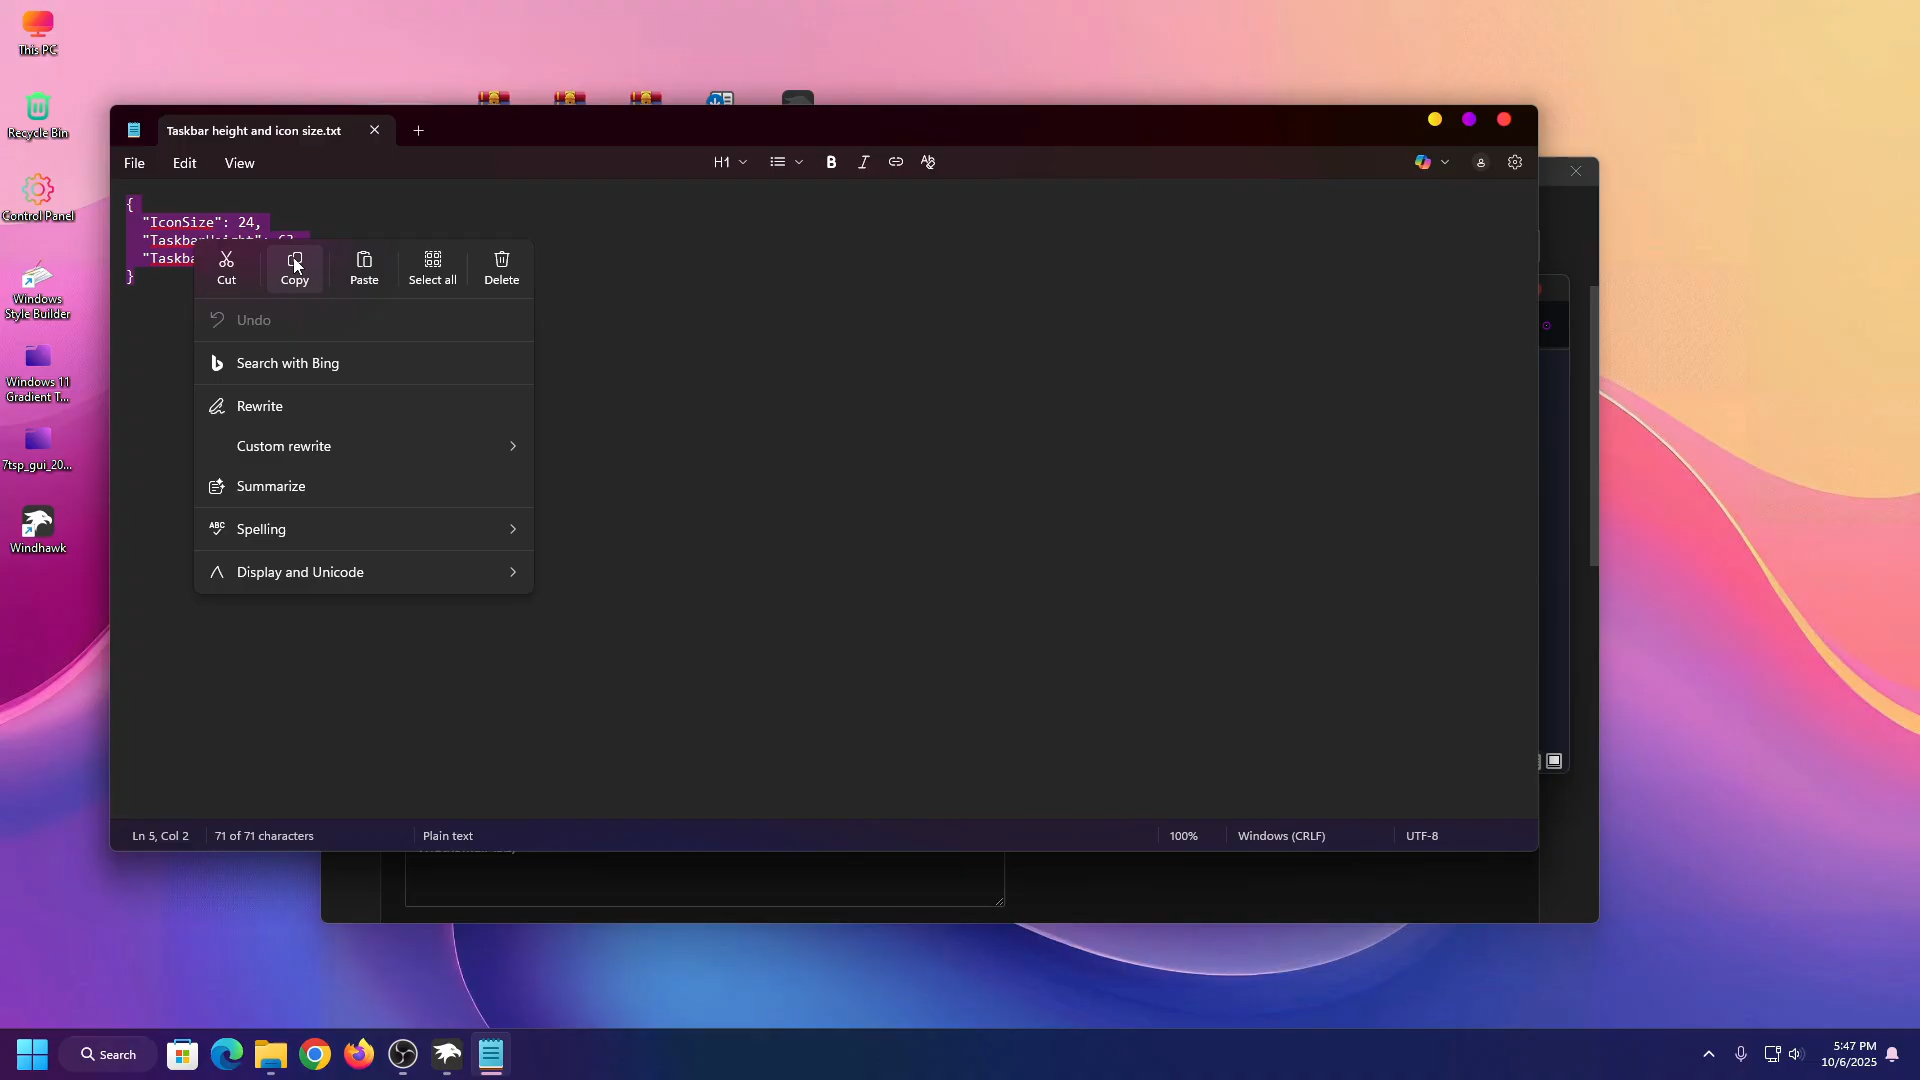 This PC
Recycle Bin
Control Panel
Windows
Style Builder
Windows 11
Gradient T...
7tsp_gui_20...
Windhawk
Taskbar height and icon size.txt
File
Edit
View
H1
B
I
{
"IconSize": 24,
"TaskbarHeight": 63,
"Taskba
}
Cut
Copy
Paste
Select all
Delete
Undo
Search with Bing
Rewrite
Custom rewrite
Summarize
ABC
Spelling
Display and Unicode
Ln 5, Col 2
71 of 71 characters
Plain text
100%
Windows (CRLF)
UTF-8
Search
5:47 PM
10/6/2025